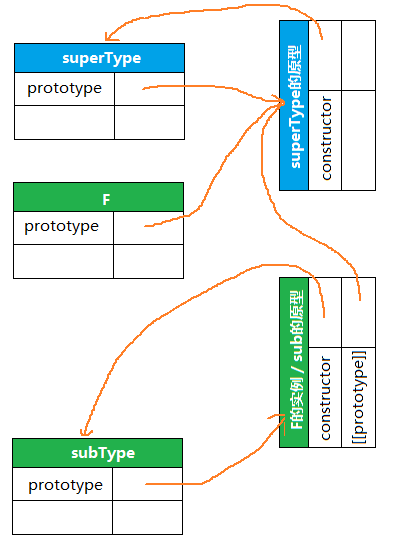 superType
prototype
superType的原型
constructor
F
prototype
F的实例 / sub的原型
constructor
[[prototype]]
subType
prototype